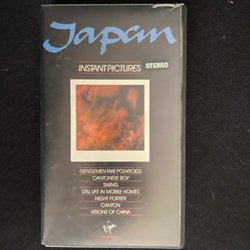 Japan
INSTANT PICTURES STEREO
GENTLEMEN TAKE POLAROIDS
CANTONESE BOY
SWING
STILL LIFE IN MOBILE HOMES
NIGHT PORTER
CANTON
VISIONS OF CHINA
Virgin